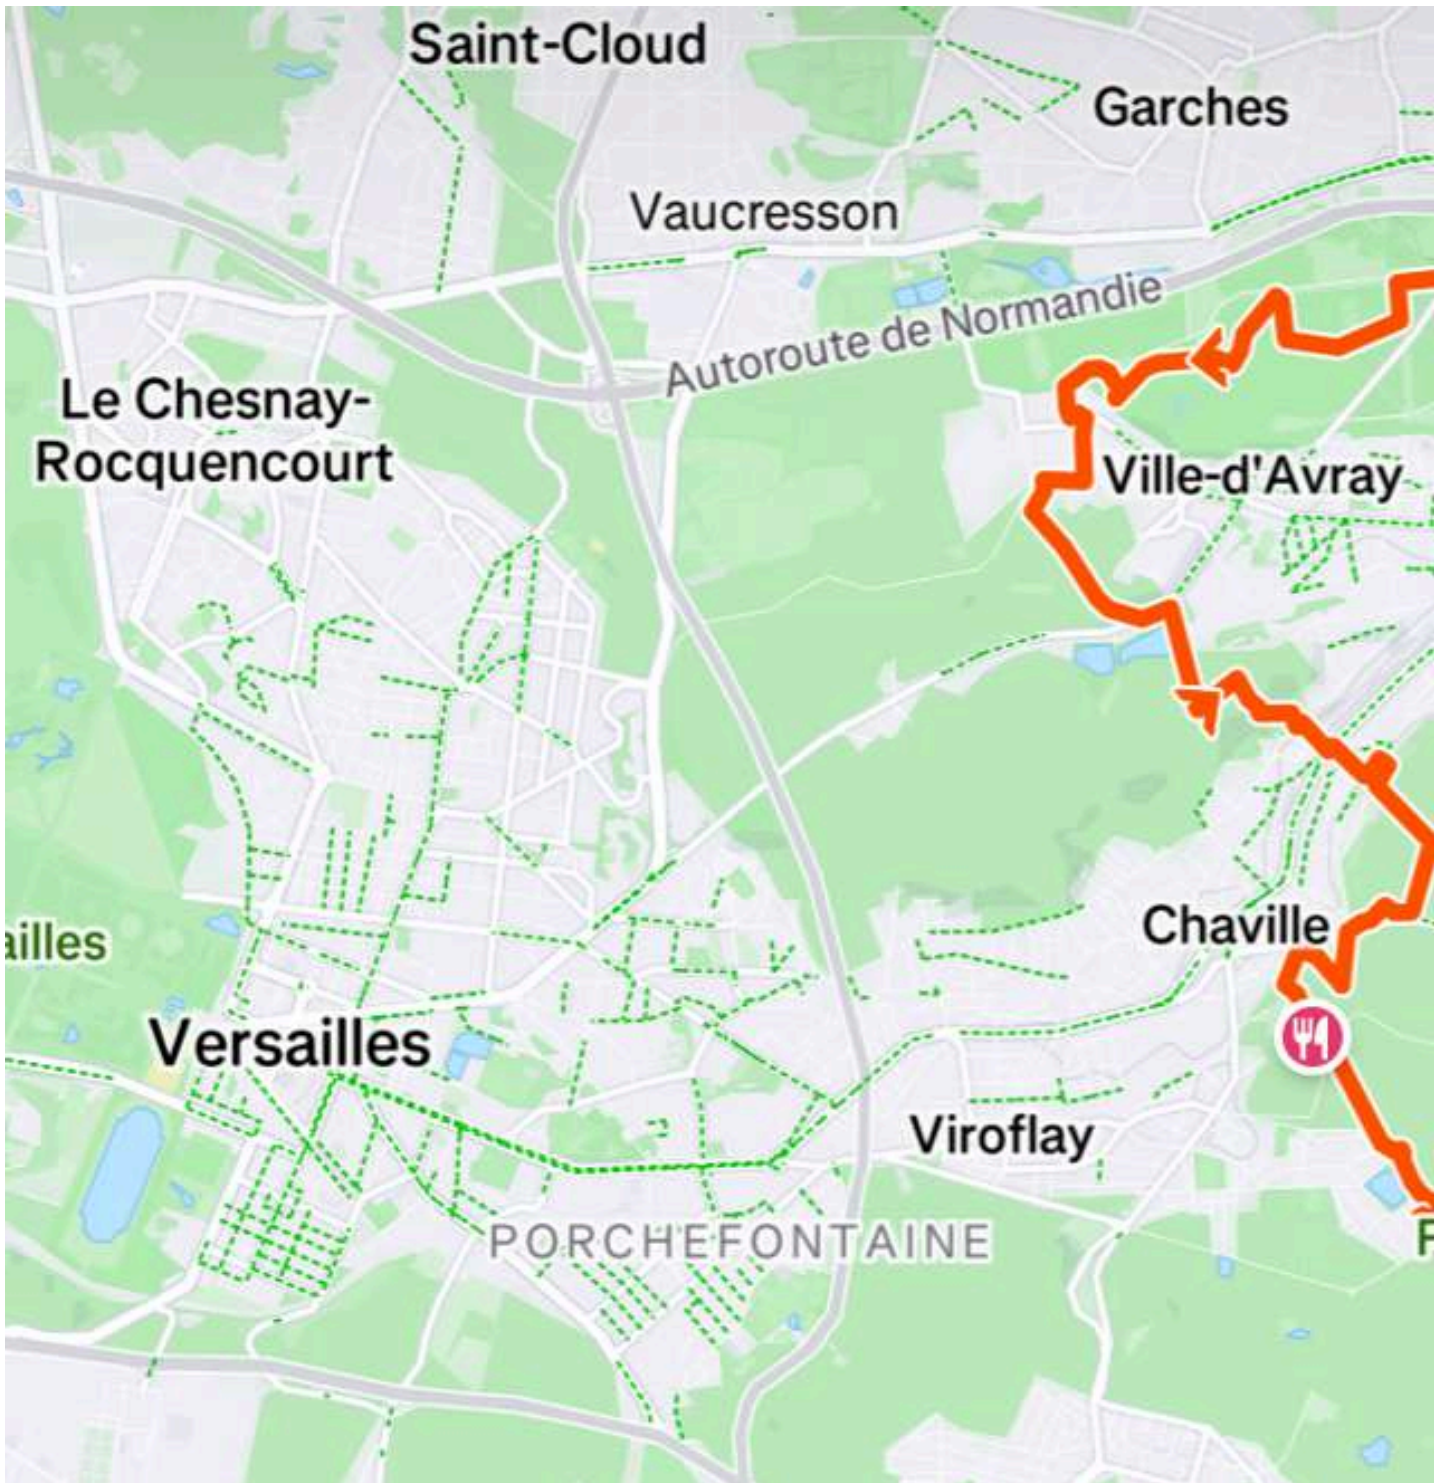 Saint-Cloud
Garches
Vaucresson
Autoroute de Normandie
Le Chesnay-
Rocquencourt
Ville-d'Avray
Chaville
ailles
Versailles
Viroflay
PORCHEFONTAINE